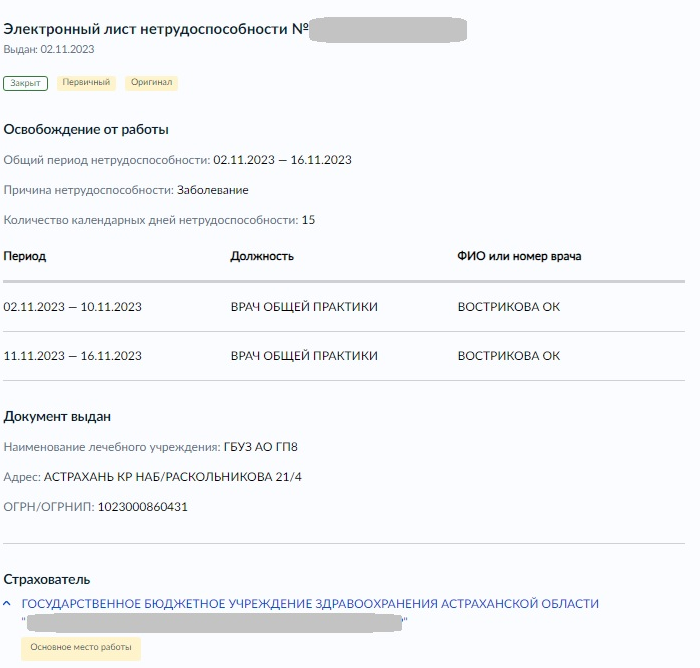 Электронный лист нетрудоспособности №
Выдан: 02.11.2023
Закрыт Первичный Оригинал
Освобождение от работы
Общий период нетрудоспособности: 02.11.2023 — 16.11.2023
Причина нетрудоспособности: Заболевание
Количество календарных дней нетрудоспособности: 15
Период Должность ФИО или номер врача
02.11.2023 — 10.11.2023 ВРАЧ ОБЩЕЙ ПРАКТИКИ ВОСТРИКОВА ОК
11.11.2023 — 16.11.2023 ВРАЧ ОБЩЕЙ ПРАКТИКИ ВОСТРИКОВА ОК
Документ выдан
Наименование лечебного учреждения: ГБУЗ АО ГП8
Адрес: АСТРАХАНЬ КР НАБ/РАСКОЛЬНИКОВА 21/4
ОГРН/ОГРНИП: 1023000860431
Страхователь
ГОСУДАРСТВЕННОЕ БЮДЖЕТНОЕ УЧРЕЖДЕНИЕ ЗДРАВООХРАНЕНИЯ АСТРАХАНСКОЙ ОБЛАСТИ
" "
Основное место работы